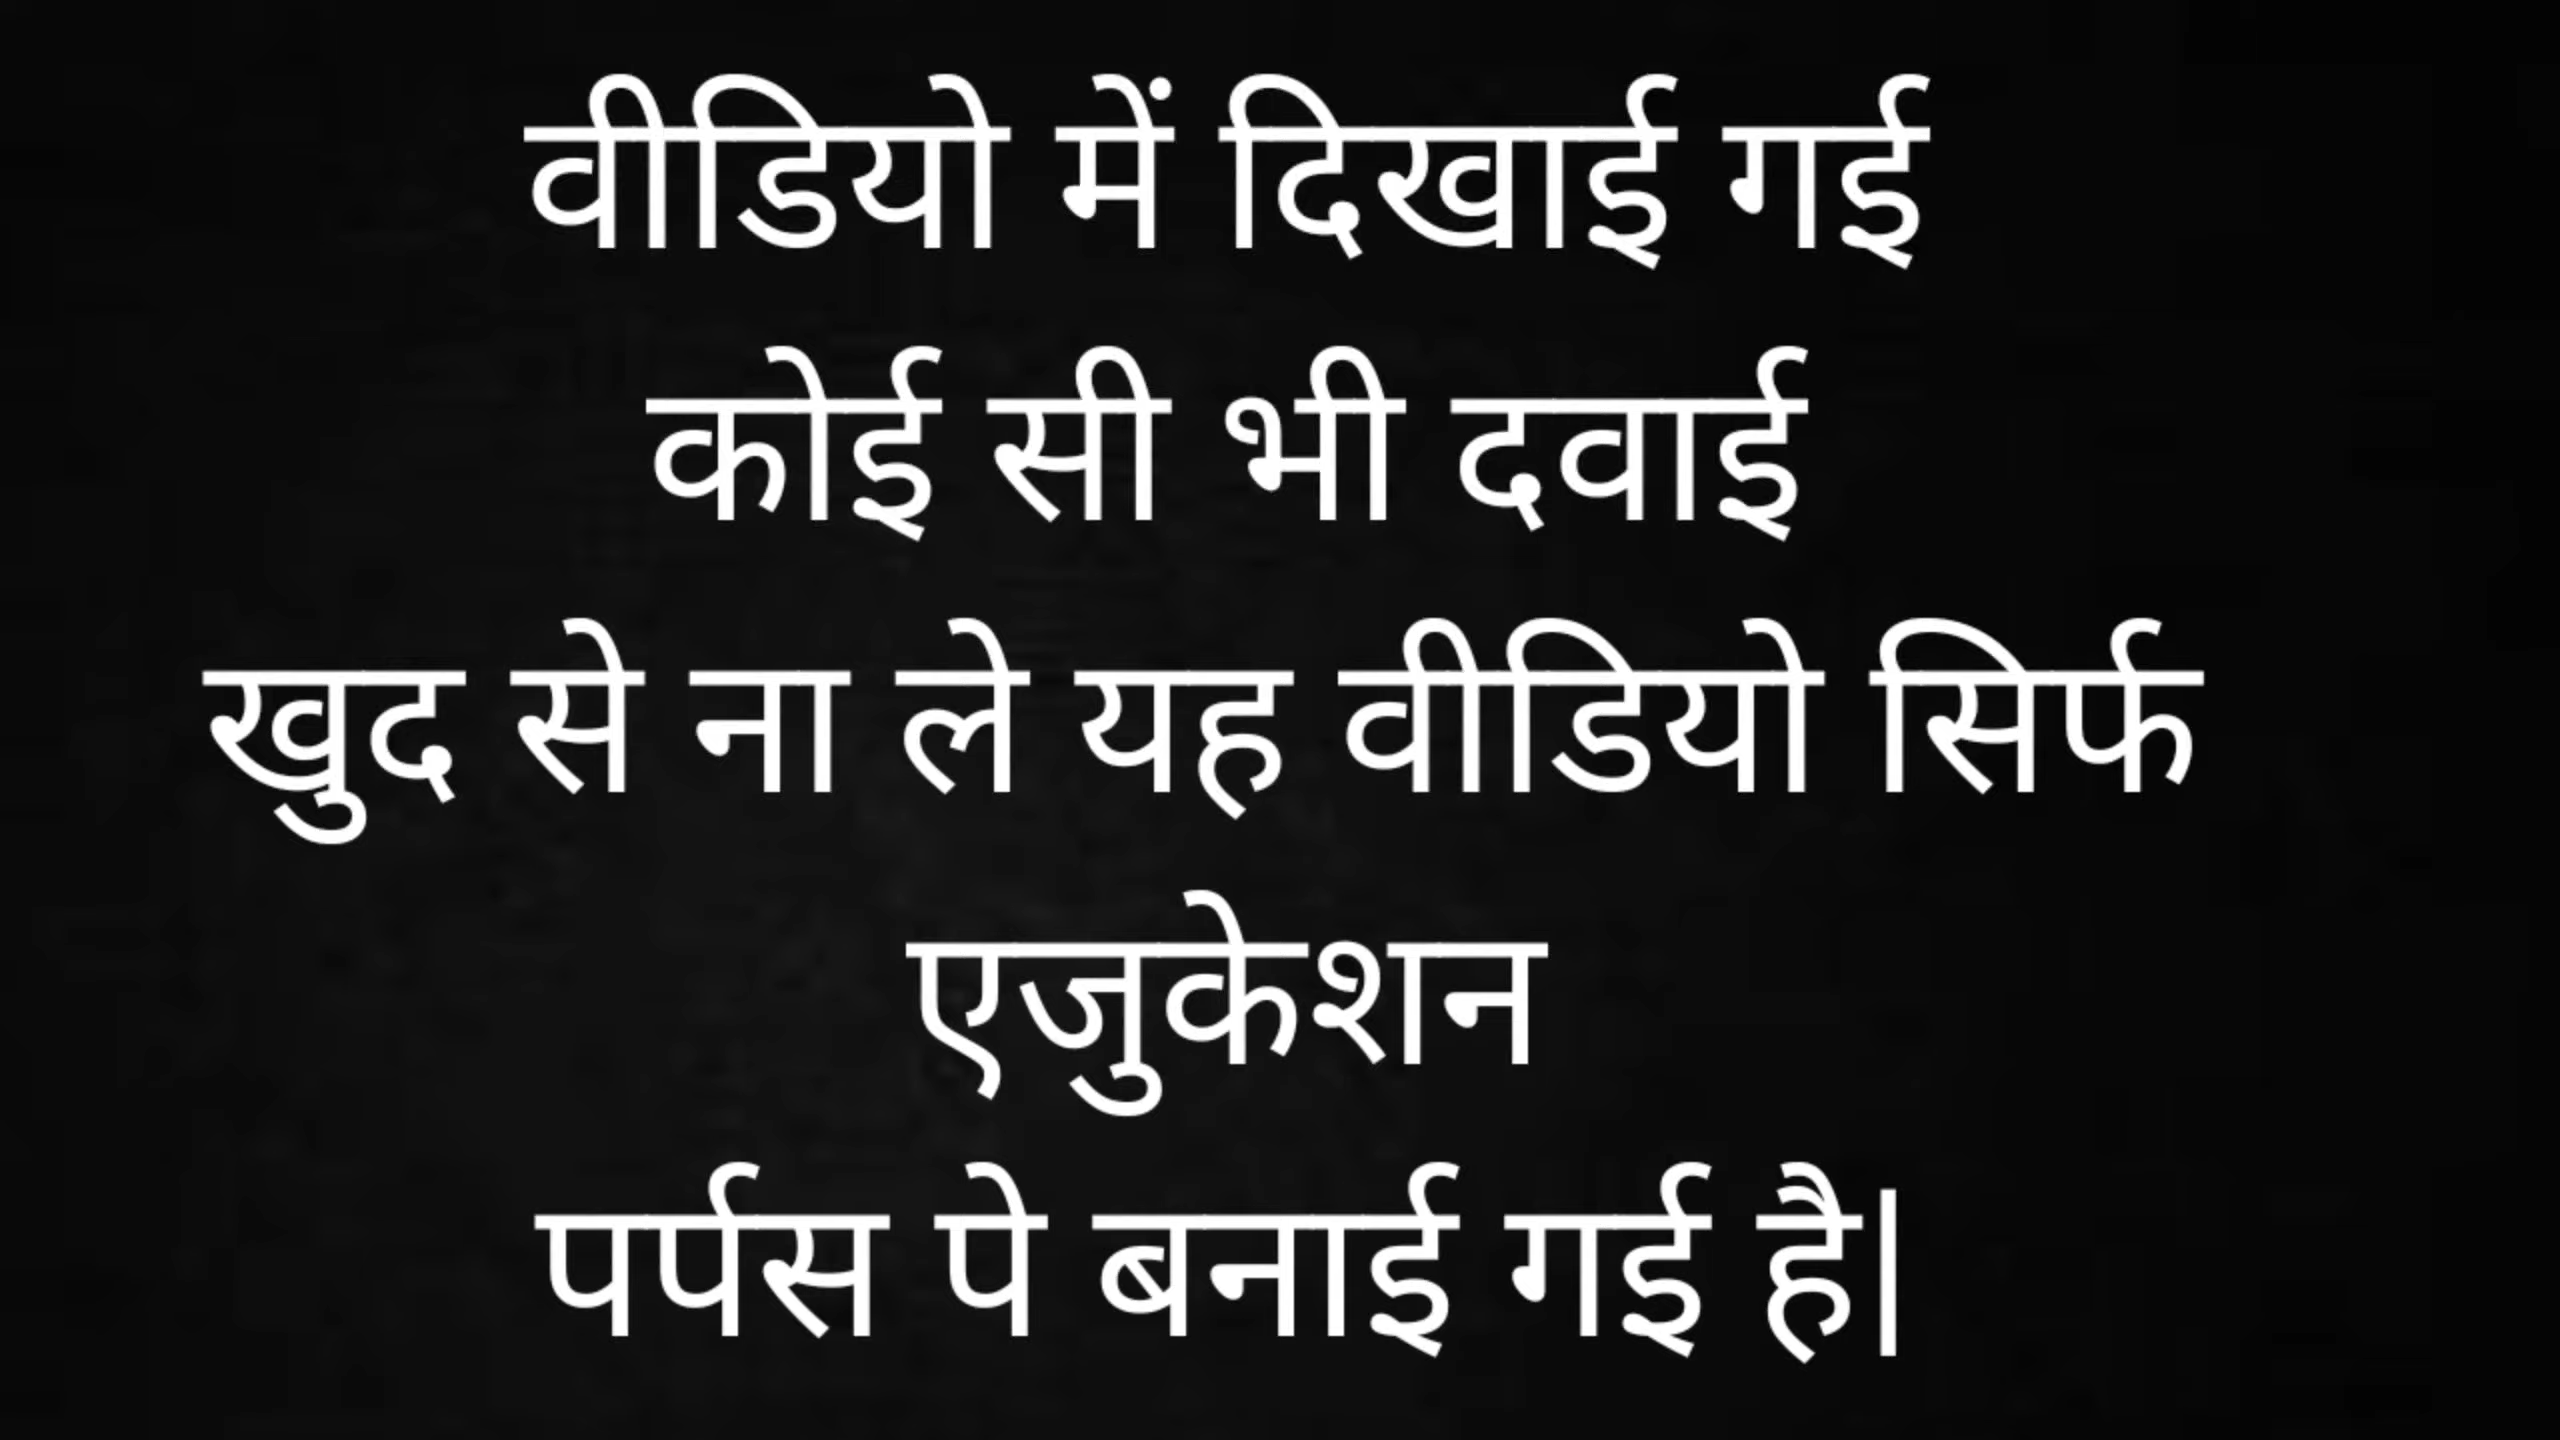 वीडियो में दिखाई गई
कोई सी भी दवाई
खुद से ना ले यह वीडियो सिर्फ
एजुकेशन
पर्पस पे बनाई गई है|